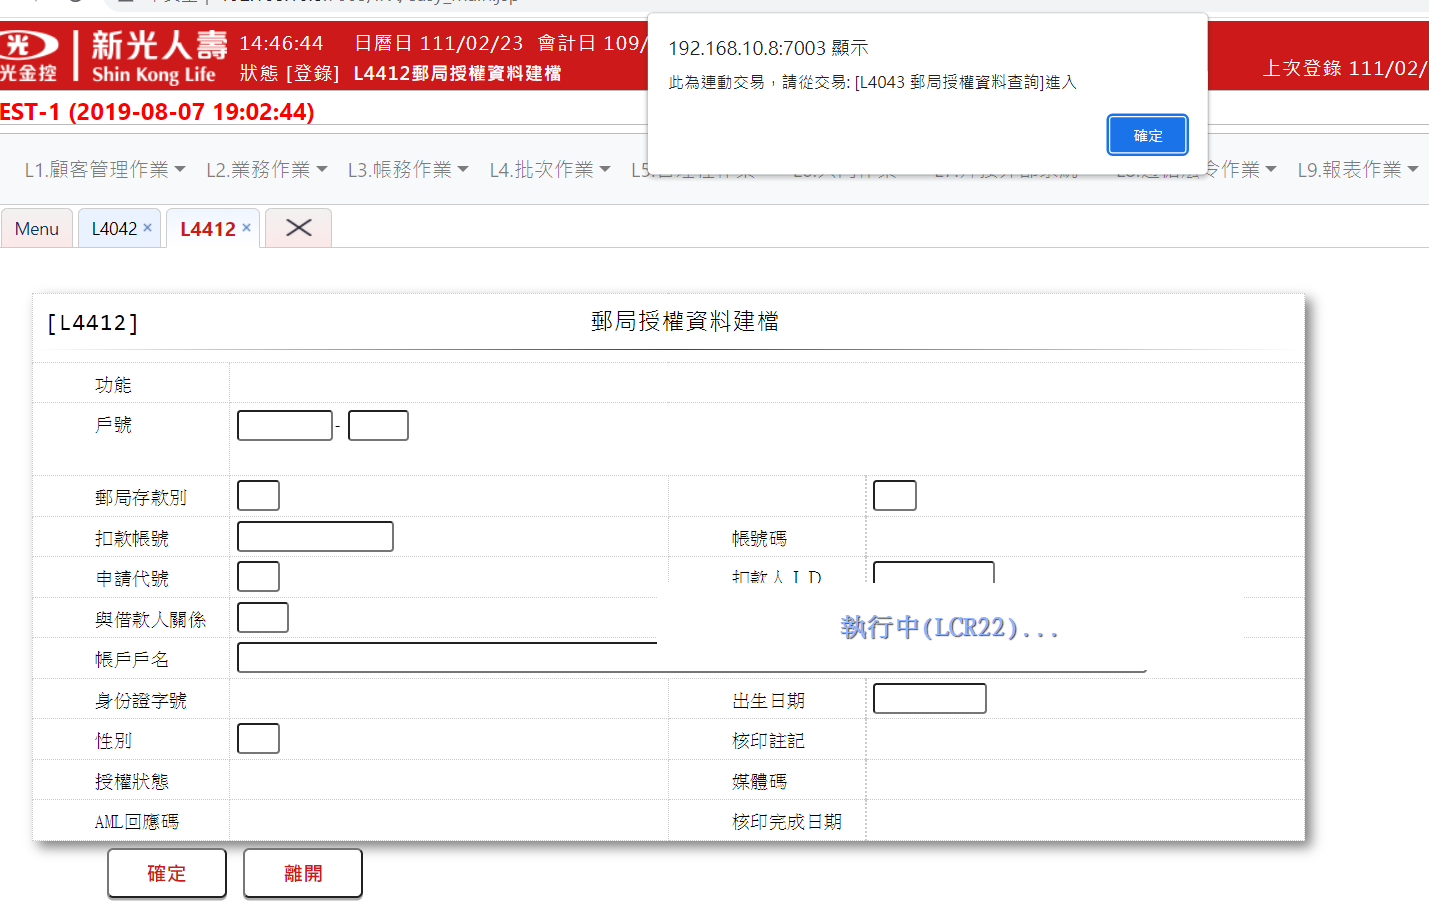 新光人壽
Shin Kong Life
光金控
14:46:44 日曆日 111/02/23 會計日 109/
狀態 [登錄] L4412郵局授權資料建檔
上次登錄 111/02/
192.168.10.8:7003 顯示
此為連動交易，請從交易: [L4043 郵局授權資料查詢]進入
確定
EST-1 (2019-08-07 19:02:44)
L1.顧客管理作業 L2.業務作業 L3.帳務作業 L4.批次作業 令作業 L9.報表作業
Menu L4042 × L4412 ×
[L4412] 郵局授權資料建檔
功能
戶號 -
郵局存款別
扣款帳號 帳號碼
申請代號 扣款人ＩＤ
與借款人關係
執行中(LCR22)...
帳戶戶名
身份證字號 出生日期
性別 核印註記
授權狀態 媒體碼
AML回應碼 核印完成日期
確定 離開